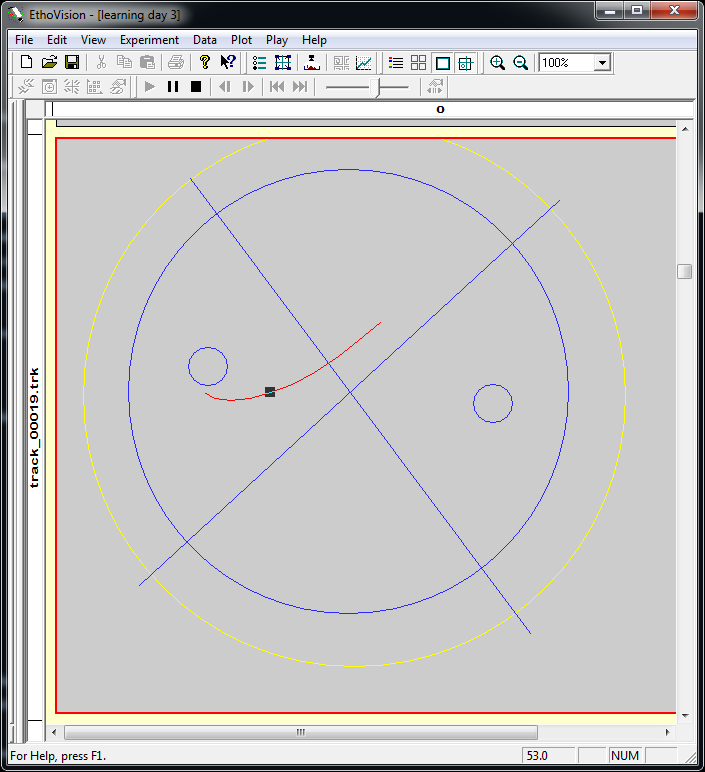 EthoVision - [learning day 3]
File Edit View Experiment Data Plot Play Help
100%
O
track_00019.trk
For Help, press F1.
53.0
NUM